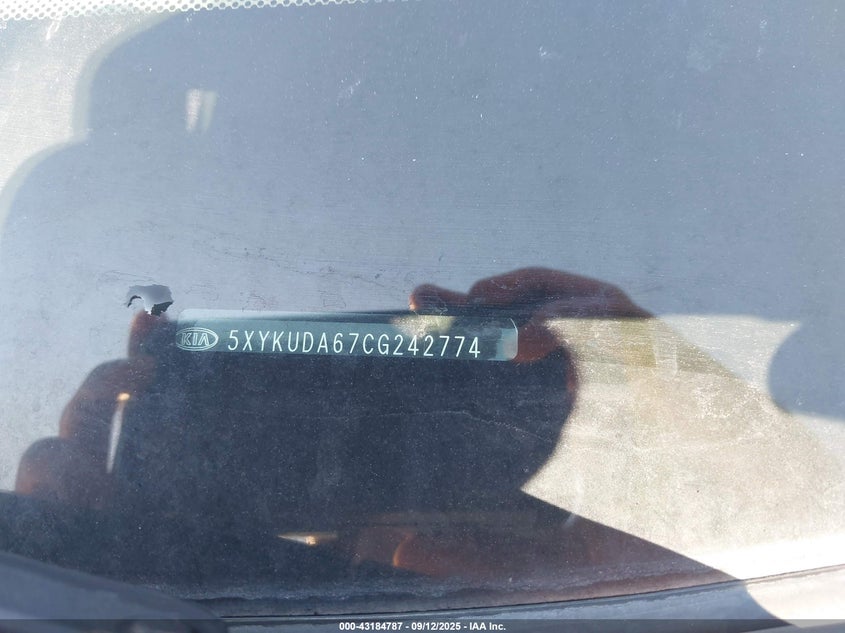 KIA 5XYKUDA67CG242774
000-43184787 - 09/12/2025 - IAA Inc.